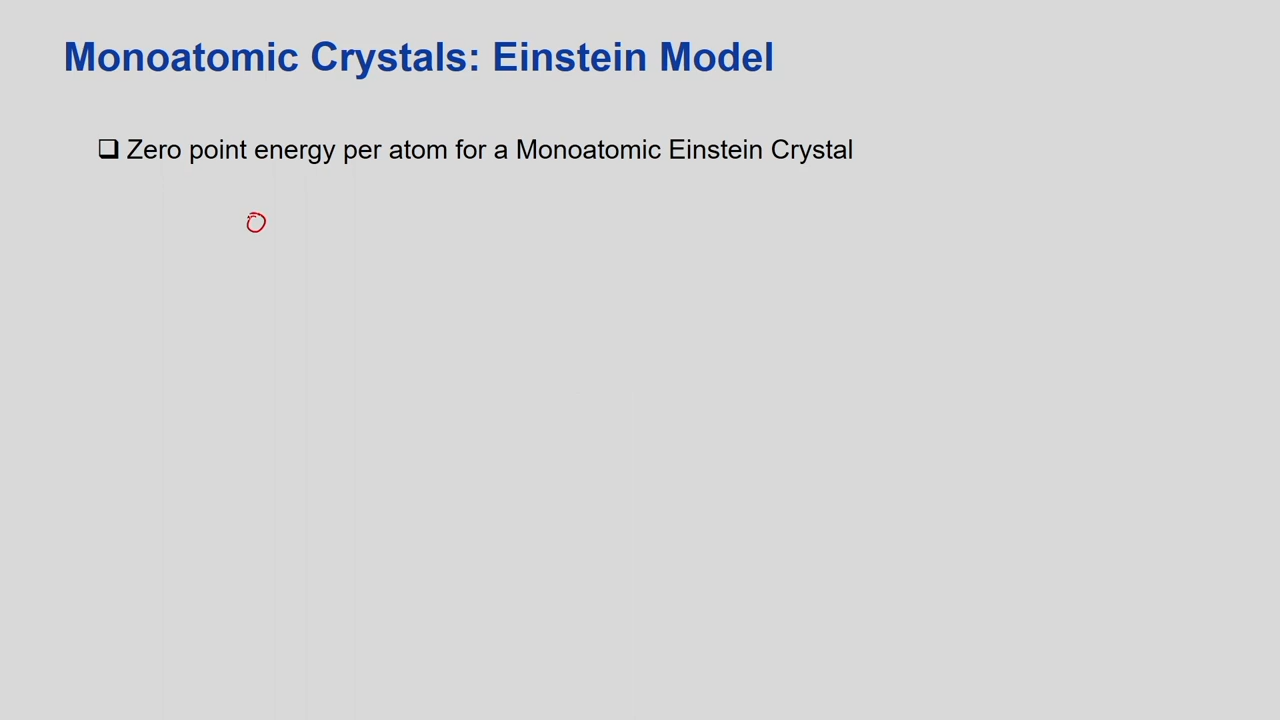 Monoatomic Crystals: Einstein Model
Zero point energy per atom for a Monoatomic Einstein Crystal